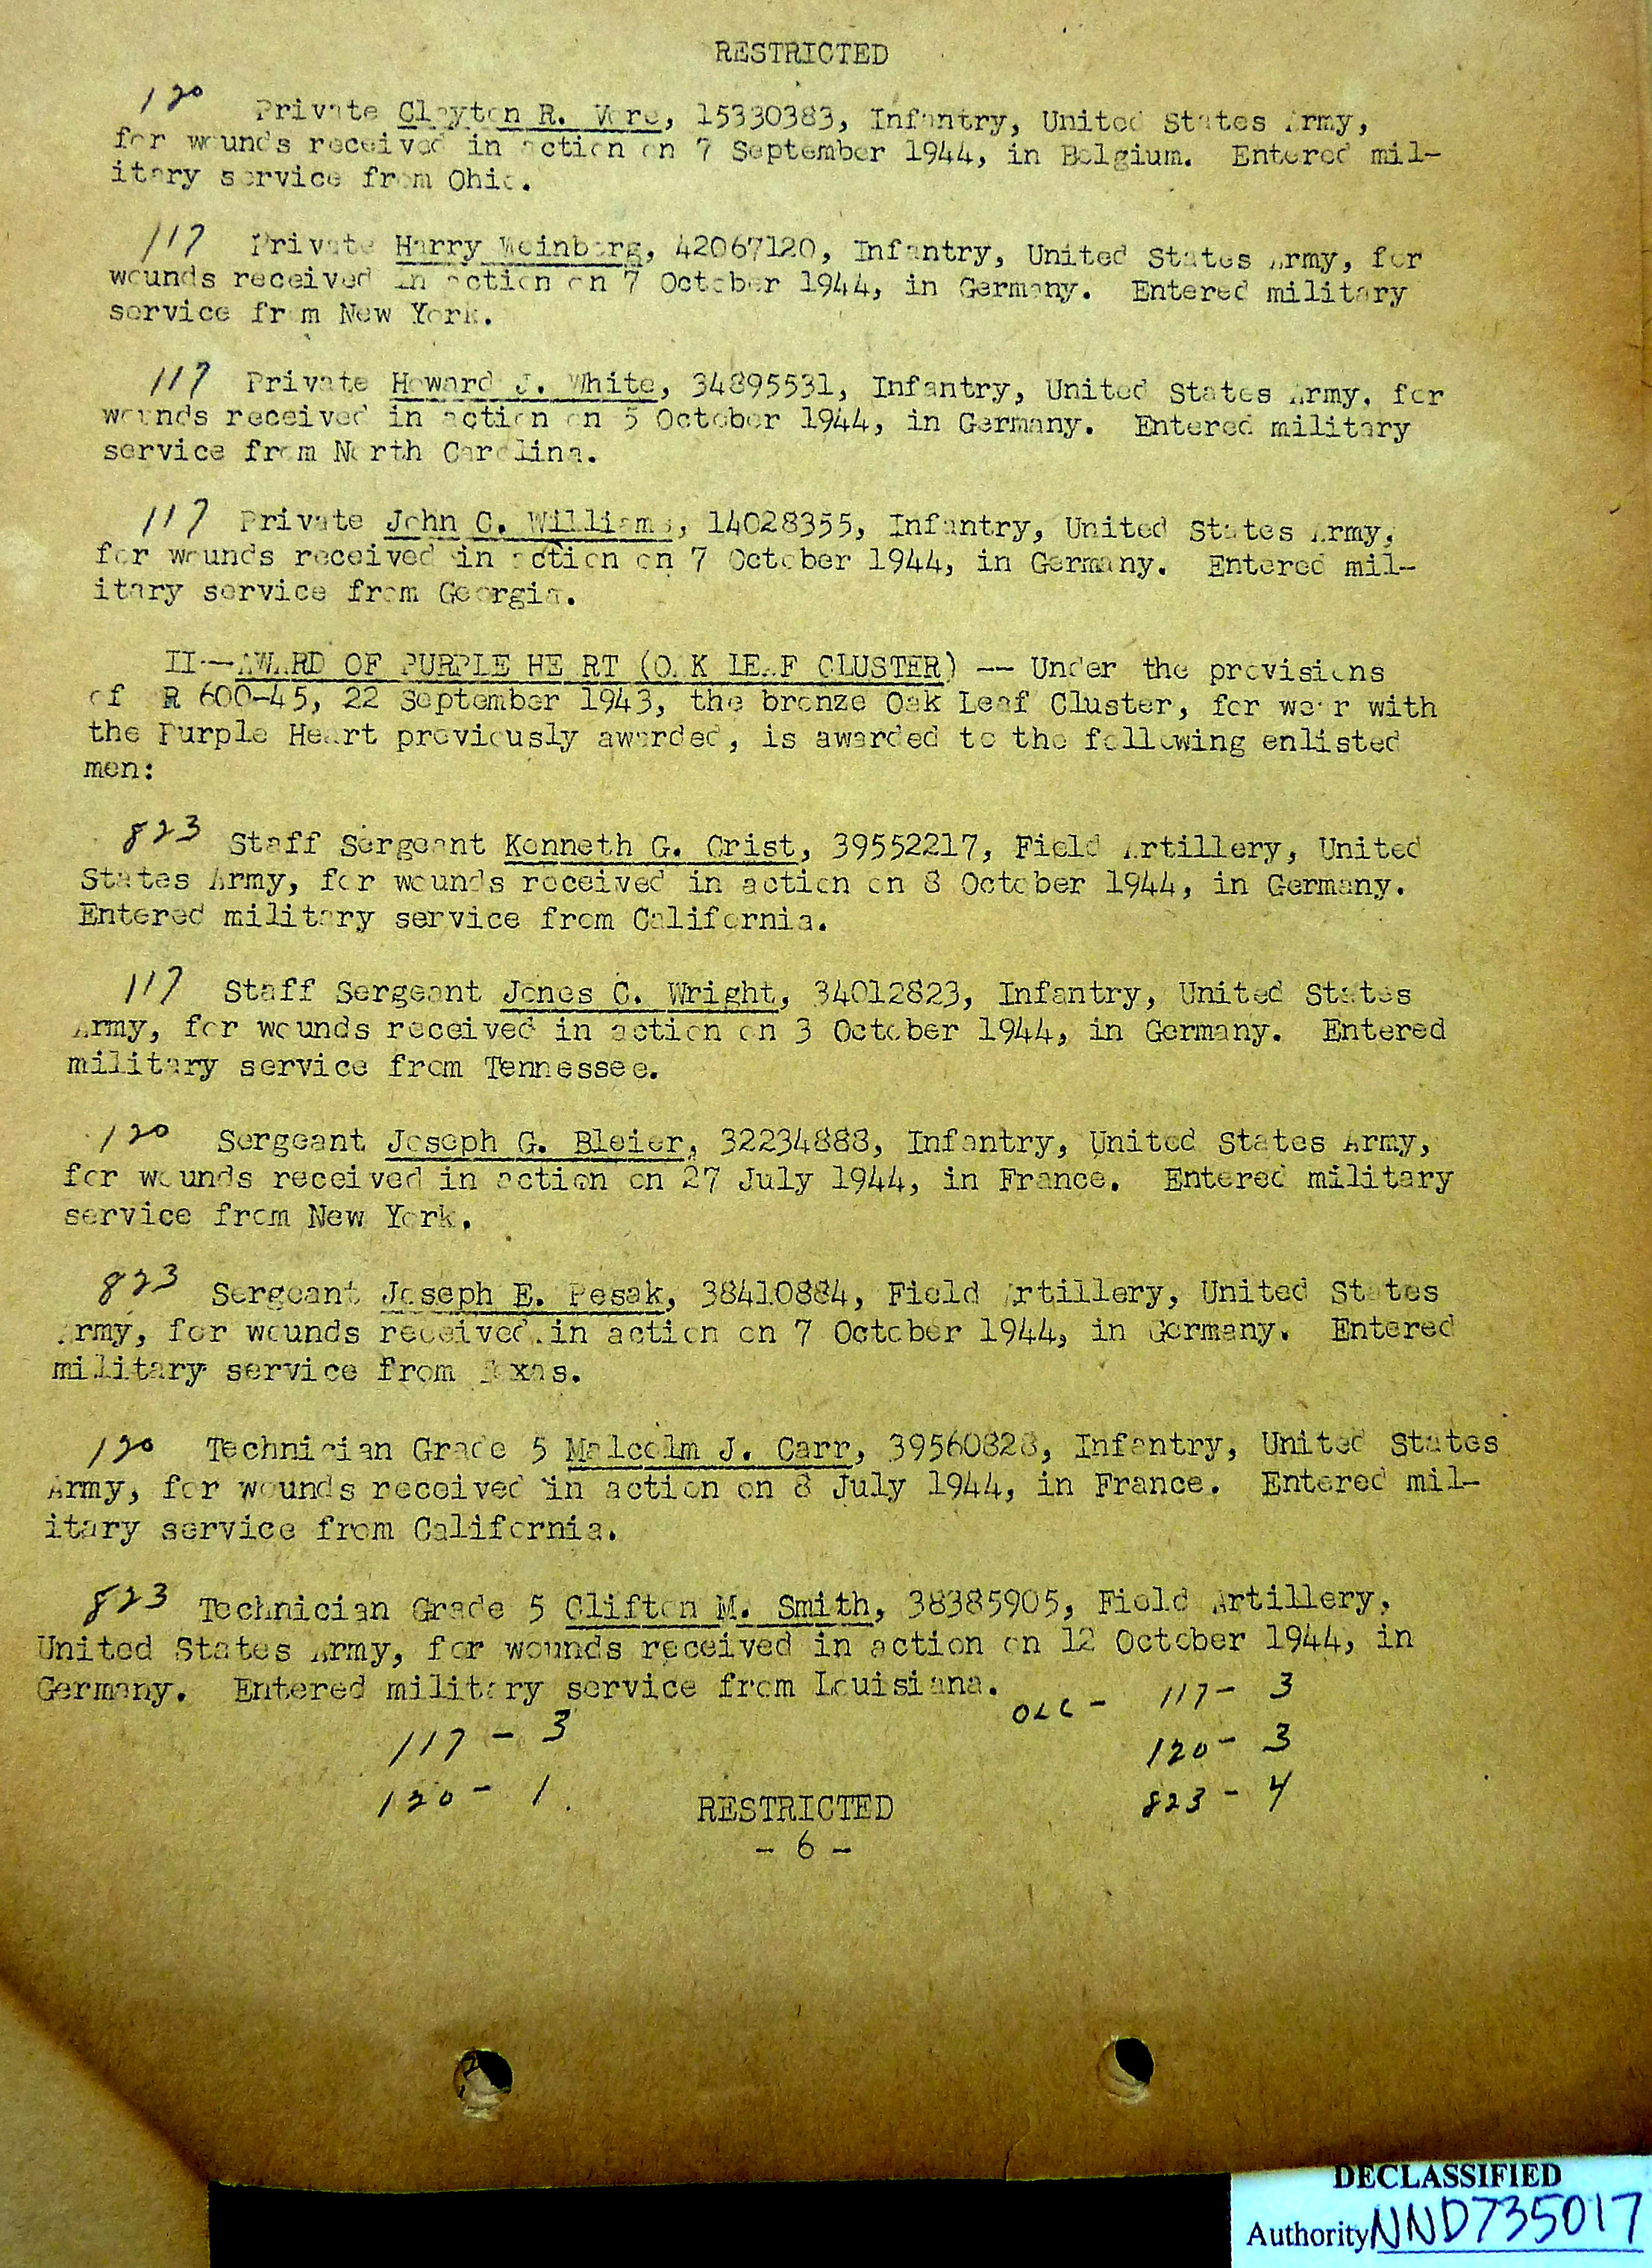 RESTRICTED
120 Private Clayton R. 15330383, Infantry, United States Army,
for wounds received in action on 7 September 1944, in Belgium. Entered mil-
itary service from Ohio.
117 Private Harry Weinberg, 42067120, Infantry, United States Army, for
wounds received in action on 7 October 1944, in Germany. Entered military
service from New York.
117 Private Howard J. White, 34895531, Infantry, United States Army, for
wounds received in action on 5 October 1944, in Germany. Entered military
service from North Carolina.
117 Private John C. Williams, 14028355, Infantry, United States Army,
for wounds received in action on 7 October 1944, in Germany. Entered mil-
itary service from Georgia.
II -- AWARD OF PURPLE HEART (OAK LEAF CLUSTER) -- Under the provisions
of AR 600-45, 22 September 1943, the bronze Oak Leaf Cluster, for wear with
the Purple Heart previously awarded, is awarded to the following enlisted
men:
823 Staff Sergeant Kenneth G. Crist, 39552217, Field Artillery, United
States Army, for wounds received in action on 8 October 1944, in Germany.
Entered military service from California.
117 Staff Sergeant Jones C. Wright, 34012823, Infantry, United States
Army, for wounds received in action on 3 October 1944, in Germany. Entered
military service from Tennessee.
120 Sergeant Joseph G. Bleier, 32234888, Infantry, United States Army,
for wounds received in action on 27 July 1944, in France. Entered military
service from New York.
823 Sergeant Joseph E. Pesak, 38410884, Field Artillery, United States
Army, for wounds received in action on 7 October 1944, in Germany. Entered
military service from Texas.
120 Technician Grade 5 Malcolm J. Carr, 39560828, Infantry, United States
Army, for wounds received in action on 8 July 1944, in France. Entered mil-
itary service from California.
823 Technician Grade 5 Clifton M. Smith, 38385905, Field Artillery,
United States Army, for wounds received in action on 12 October 1944, in
Germany. Entered military service from Louisiana.
OLC - 117 - 3
117 - 3
120 - 3
120 - 1
823 - 4
RESTRICTED
- 6 -
DECLASSIFIED
Authority NND735017